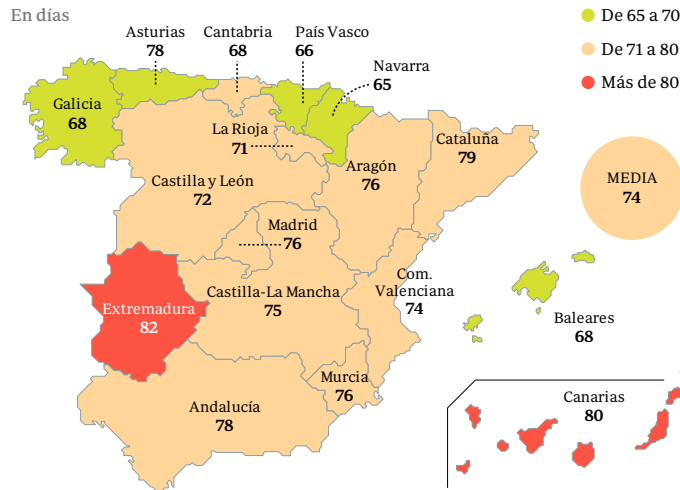 En días
De 65 a 70
De 71 a 80
Más de 80
Asturias
78
Cantabria
68
País Vasco
66
Navarra
65
Galicia
68
La Rioja
71
Cataluña
79
Aragón
76
Castilla y León
72
MEDIA
74
Madrid
76
Com.
Valenciana
74
Extremadura
82
Castilla-La Mancha
75
Baleares
68
Murcia
76
Andalucía
78
Canarias
80